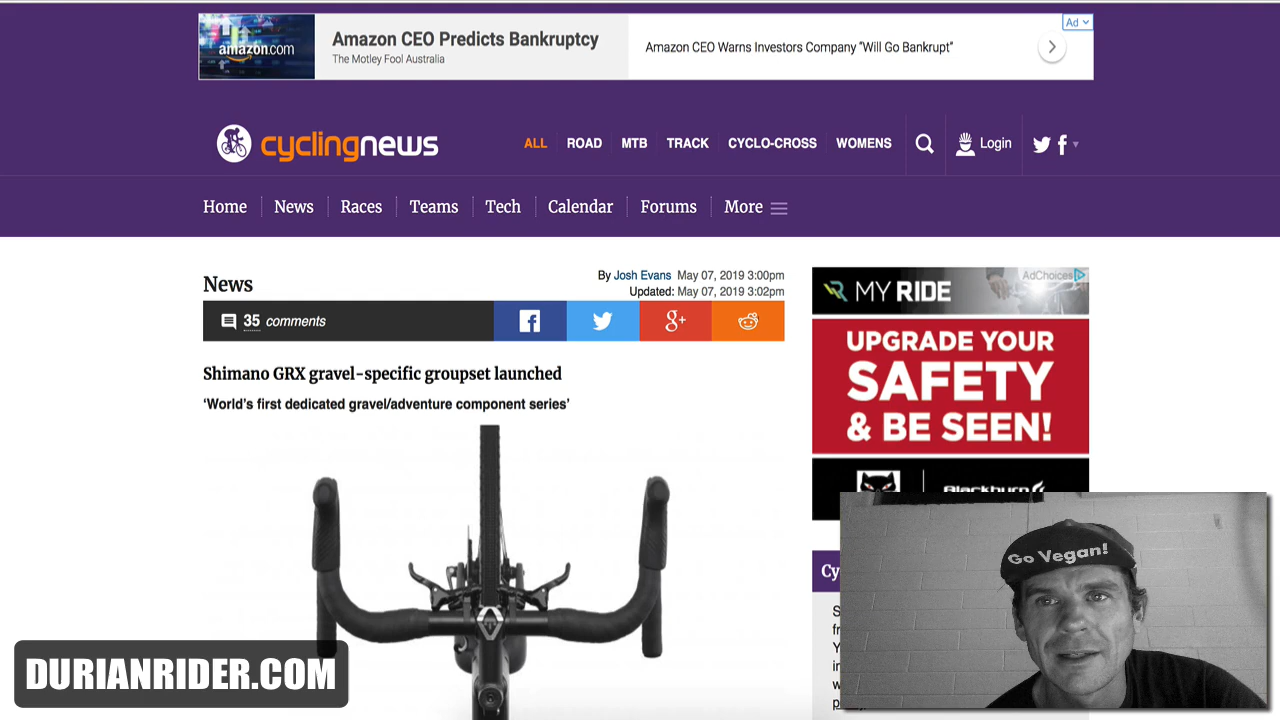 Amazon CEO Predicts Bankruptcy
The Motley Fool Australia
amazon.com
Amazon CEO Warns Investors Company “Will Go Bankrupt”
Ad
cyclingnews
ALL ROAD MTB TRACK CYCLO-CROSS WOMENS
Login
Home News Races Teams Tech Calendar Forums More
News
By Josh Evans May 07, 2019 3:00pm
Updated: May 07, 2019 3:02pm
35 comments
Shimano GRX gravel-specific groupset launched
‘World’s first dedicated gravel/adventure component series’
AdChoices
MY RIDE
UPGRADE YOUR
SAFETY
& BE SEEN!
Blackburn
Cy
Go Vegan!
DURIANRIDER.COM